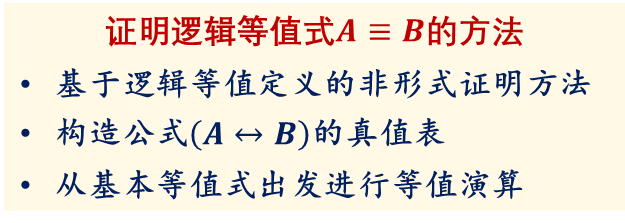 证明逻辑等值式A ≡ B的方法
• 基于逻辑等值定义的非形式证明方法
• 构造公式(A ↔ B)的真值表
• 从基本等值式出发进行等值演算